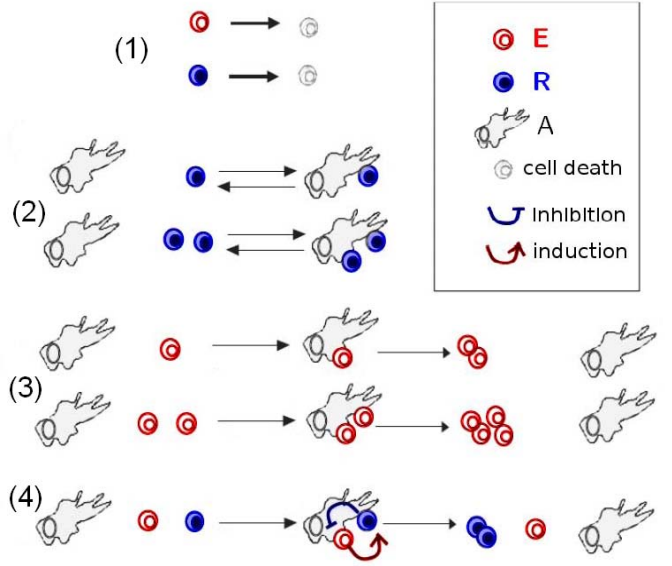 (1)
E
R
A
cell death
inhibition
induction
(2)
(3)
(4)